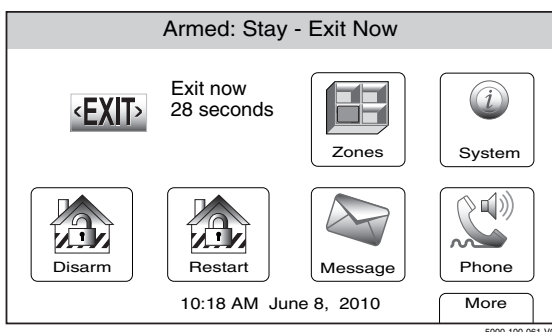 Armed: Stay - Exit Now
‹EXIT›
Exit now
28 seconds
Zones
System
Disarm
Restart
Message
Phone
10:18 AM June 8, 2010
More